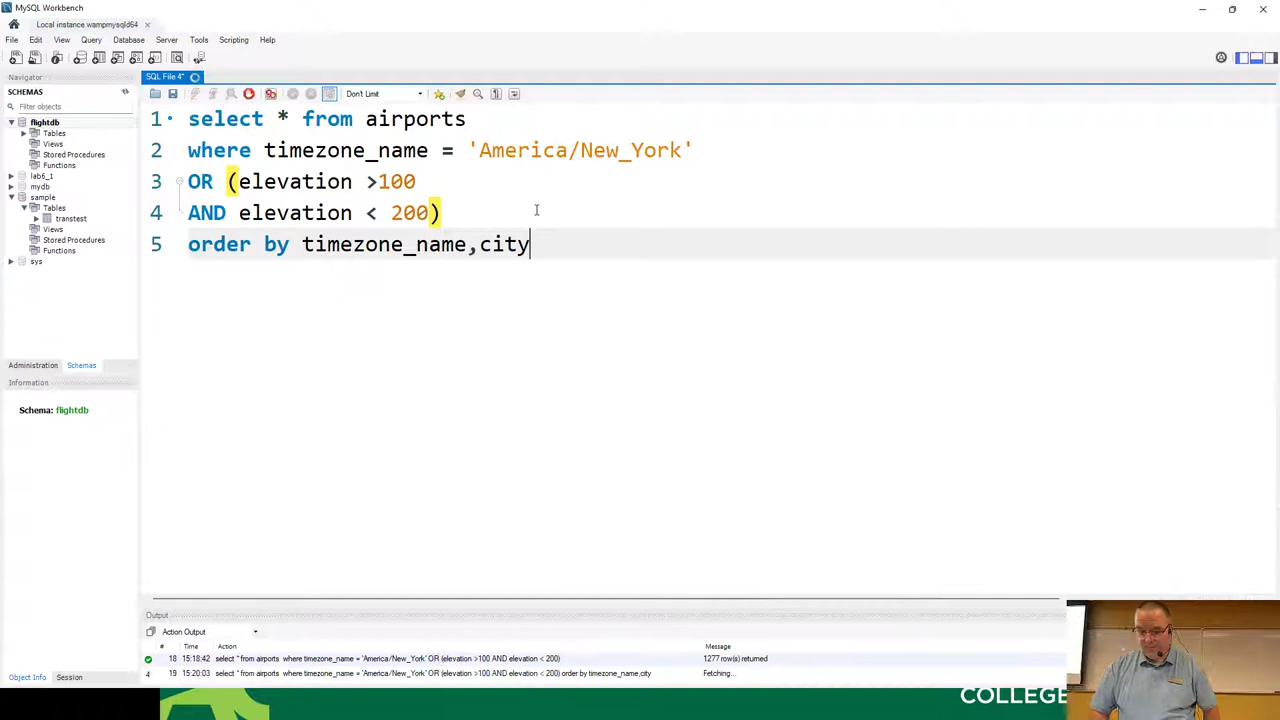 MySQL Workbench
Local instance wampmysqld64
File Edit View Query Database Server Tools Scripting Help
Navigator
SCHEMAS
Filter objects
flightdb
Tables
Views
Stored Procedures
Functions
lab6_1
mydb
sample
Tables
transtest
Views
Stored Procedures
Functions
sys
Administration Schemas
Information
Schema: flightdb
Object Info Session
SQL File 4*
Don't Limit
1 select * from airports
2 where timezone_name = 'America/New_York'
3 OR (elevation >100
4 AND elevation < 200)
5 order by timezone_name,city
Output
Action Output
# Time Action Message
18 15:18:42 select * from airports where timezone_name = 'America/New_York' OR (elevation >100 AND elevation < 200) 1277 row(s) returned
4 19 15:20:03 select * from airports where timezone_name = 'America/New_York' OR (elevation >100 AND elevation < 200) order by timezone_name,city Fetching...
COLLEGE